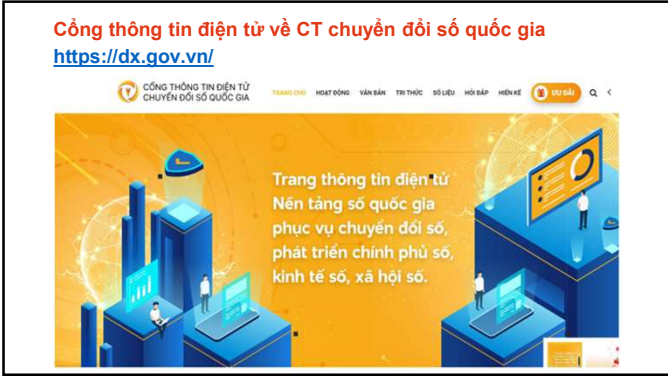 Cổng thông tin điện tử về CT chuyển đổi số quốc gia
https://dx.gov.vn/
CỔNG THÔNG TIN ĐIỆN TỬ
CHUYỂN ĐỔI SỐ QUỐC GIA
TRANG CHỦ HOẠT ĐỘNG VĂN BẢN TRI THỨC SỐ LIỆU HỎI ĐÁP HIẾN KẾ ƯU ĐÃI
Trang thông tin điện tử
Nền tảng số quốc gia
phục vụ chuyển đổi số,
phát triển chính phủ số,
kinh tế số, xã hội số.